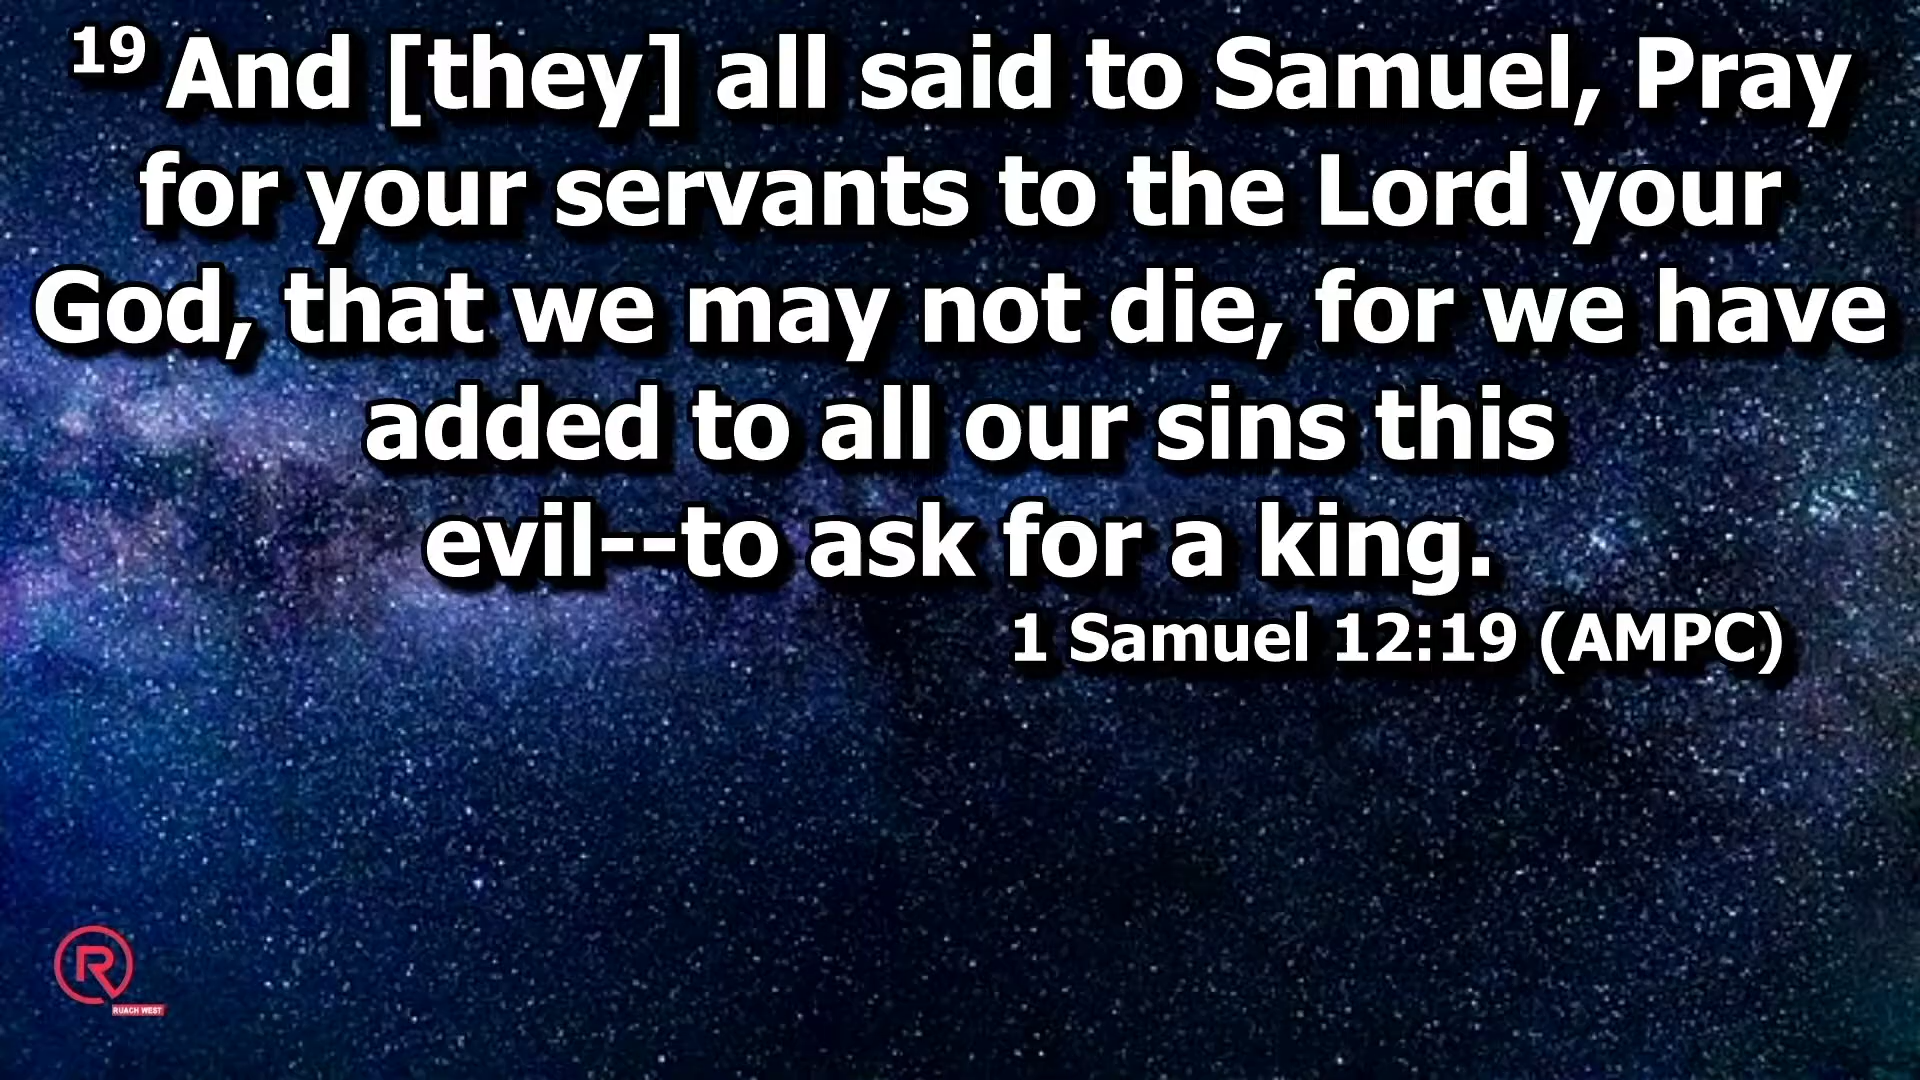 19 And [they] all said to Samuel, Pray
for your servants to the Lord your
God, that we may not die, for we have
added to all our sins this
evil--to ask for a king.
1 Samuel 12:19 (AMPC)
R
RUACH WEST